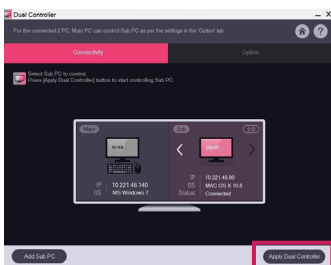 Dual Controller
For the connected 2 PC, Main PC can control Sub PC as per the settings in the 'Option' tab
Connectivity
Option
Select Sub PC to control.
Press [Apply Dual Controller] button to start controlling Sub PC
Main
Sub
IP 10.221.48.140
OS MS Windows 7
IP 10.221.48.90
OS MAC OS X 10.8
Status Connected
Add Sub PC
Apply Dual Controller